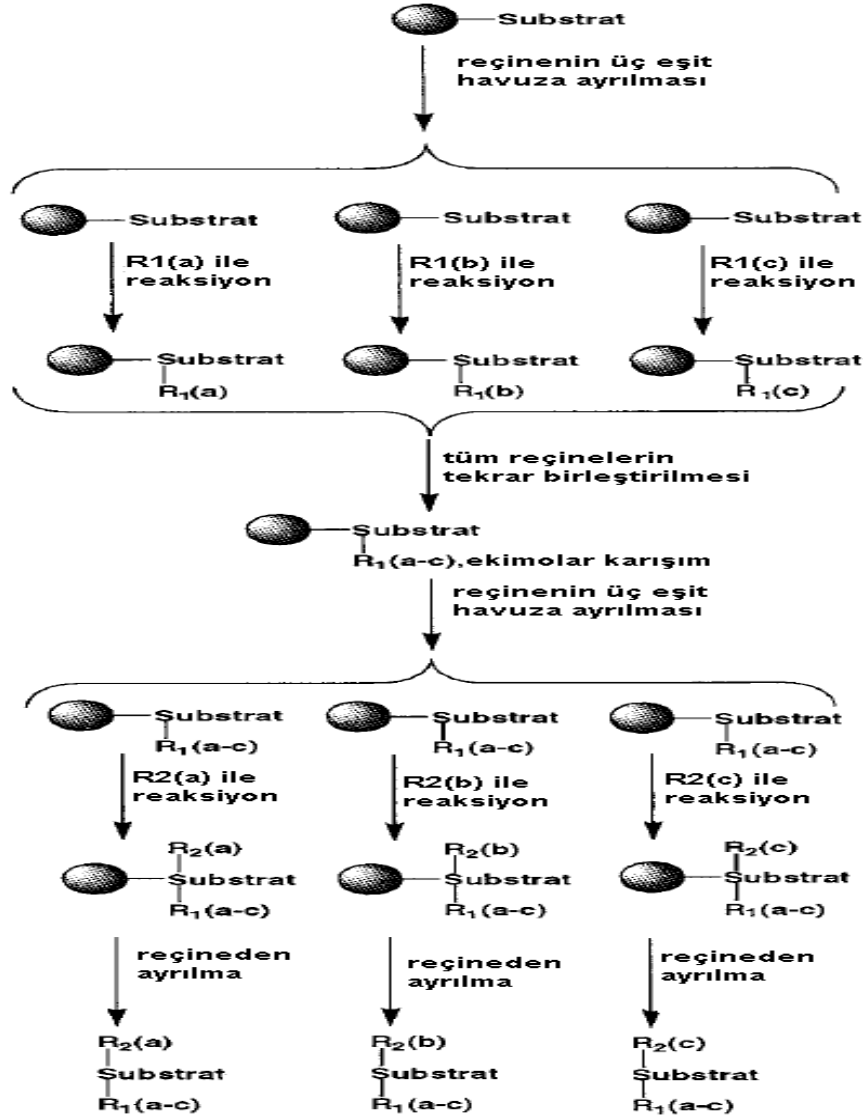 Substrat
reçinenin üç eşit
havuza ayrılması
Substrat
Substrat
Substrat
R1(a) ile
reaksiyon
R1(b) ile
reaksiyon
R1(c) ile
reaksiyon
Substrat
R₁(a)
Substrat
R₁(b)
Substrat
R₁(c)
tüm reçinelerin
tekrar birleştirilmesi
Substrat
R₁(a-c),ekimolar karışım
reçinenin üç eşit
havuza ayrılması
Substrat
R₁(a-c)
Substrat
R₁(a-c)
Substrat
R₁(a-c)
R2(a) ile
reaksiyon
R2(b) ile
reaksiyon
R2(c) ile
reaksiyon
R₂(a)
Substrat
R₁(a-c)
R₂(b)
Substrat
R₁(a-c)
R₂(c)
Substrat
R₁(a-c)
reçineden
ayrılma
reçineden
ayrılma
reçineden
ayrılma
R₂(a)
Substrat
R₁(a-c)
R₂(b)
Substrat
R₁(a-c)
R₂(c)
Substrat
R₁(a-c)